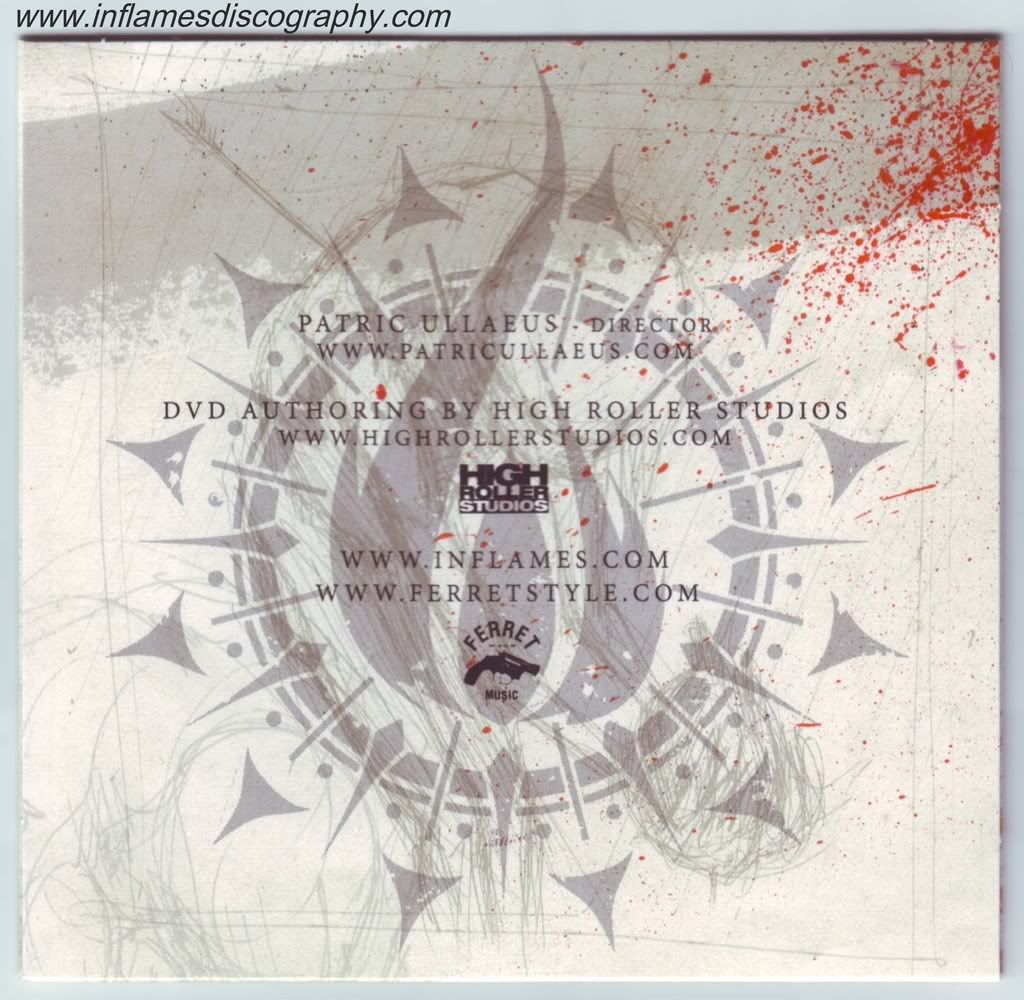 www.inflamesdiscography.com
PATRIC ULLAEUS - DIRECTOR
WWW.PATRICULLAEUS.COM
DVD AUTHORING BY HIGH ROLLER STUDIOS
WWW.HIGHROLLERSTUDIOS.COM
HIGH
ROLLER
STUDIOS
WWW.INFLAMES.COM
WWW.FERRETSTYLE.COM
FERRET
MUSIC